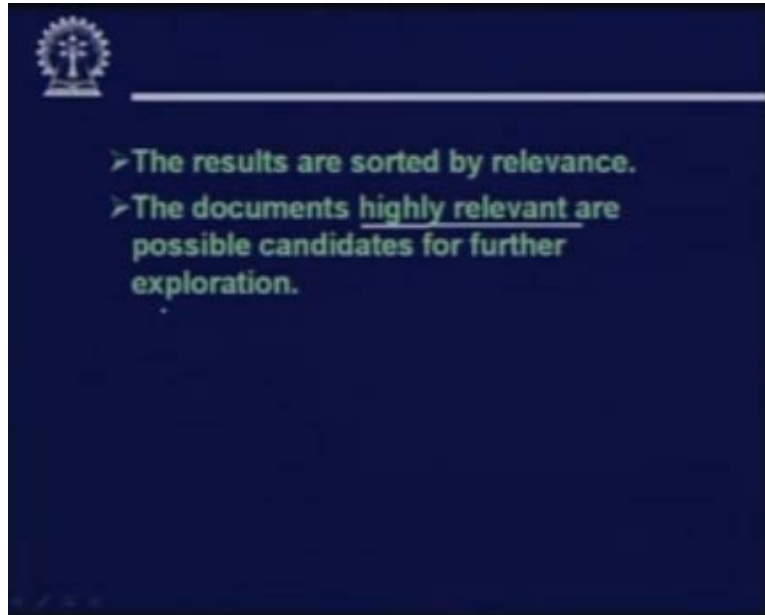 ➢The results are sorted by relevance.
➢The documents highly relevant are
possible candidates for further
exploration.